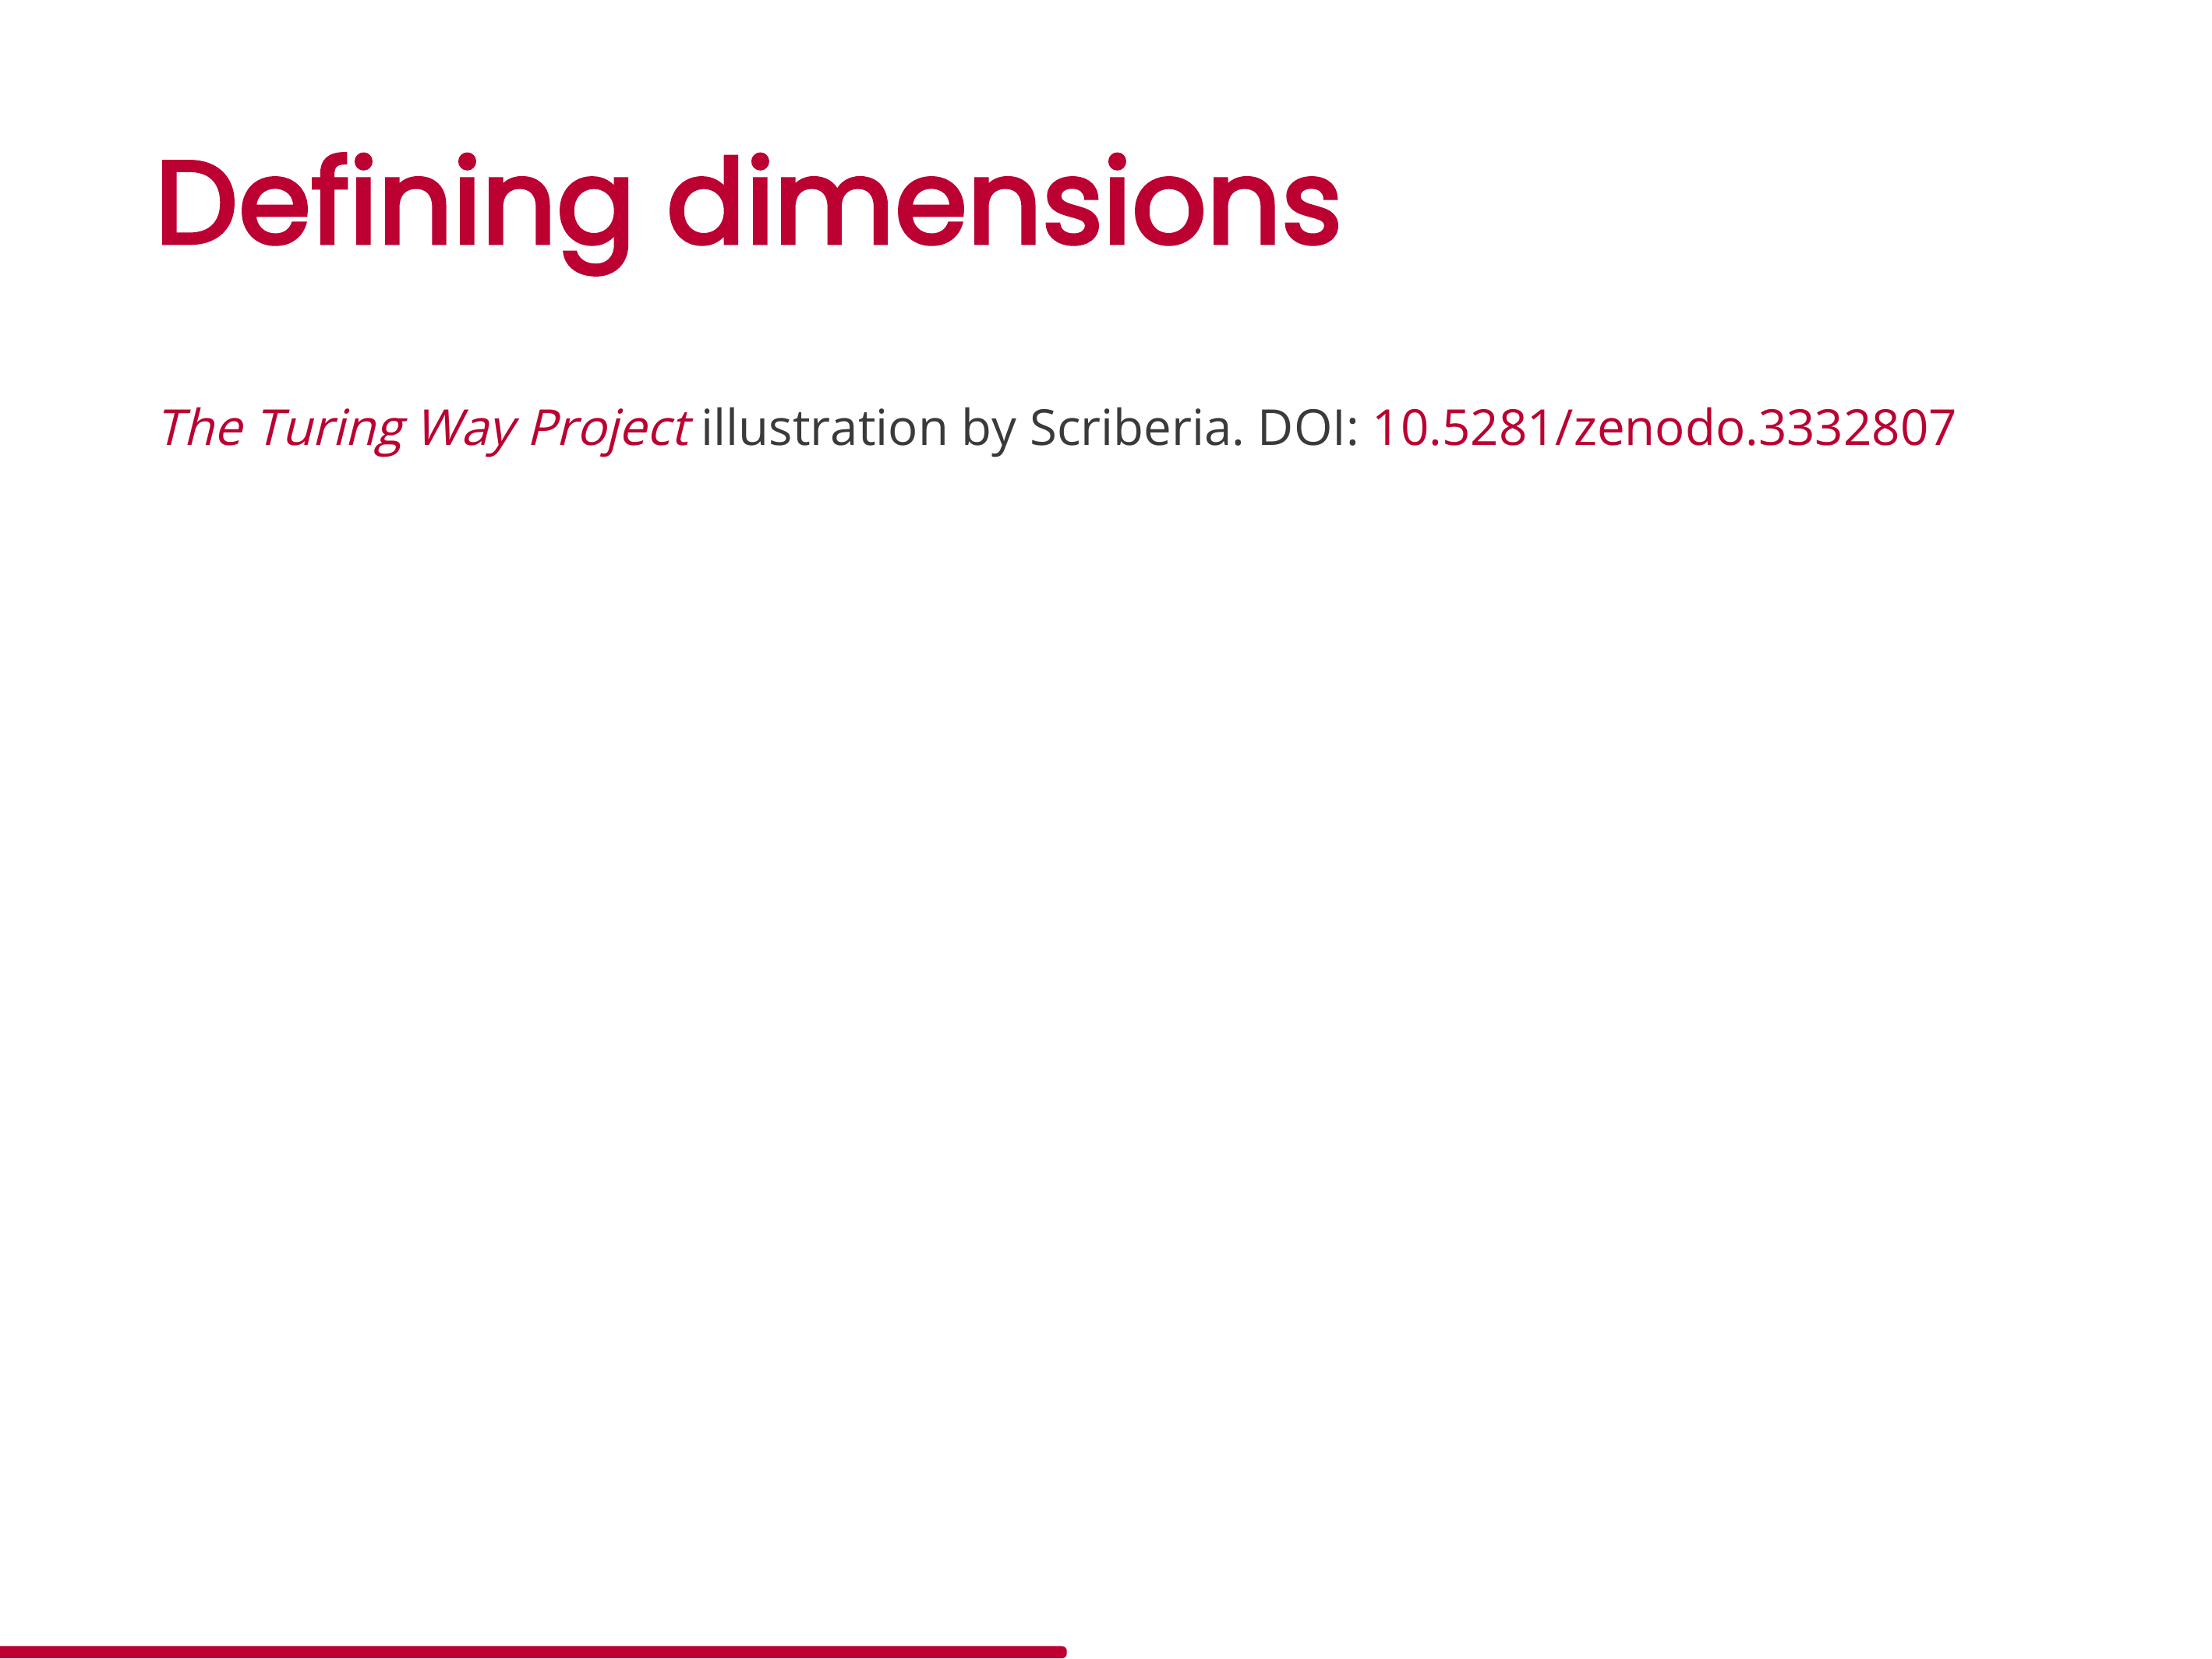 Defining dimensions
The Turing Way Project illustration by Scriberia. DOI: 10.5281/zenodo.3332807